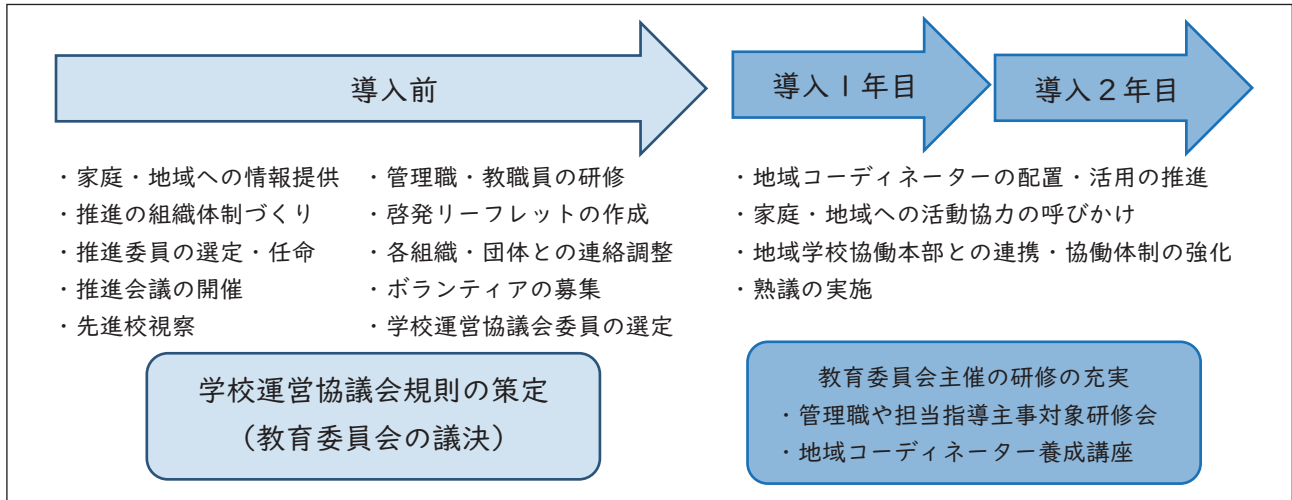 導入前
導入1年目
導入2年目
・家庭・地域への情報提供
・推進の組織体制づくり
・推進委員の選定・任命
・推進会議の開催
・先進校視察
・管理職・教職員の研修
・啓発リーフレットの作成
・各組織・団体との連絡調整
・ボランティアの募集
・学校運営協議会委員の選定
・地域コーディネーターの配置・活用の推進
・家庭・地域への活動協力の呼びかけ
・地域学校協働本部との連携・協働体制の強化
・熟議の実施
学校運営協議会規則の策定
（教育委員会の議決）
教育委員会主催の研修の充実
・管理職や担当指導主事対象研修会
・地域コーディネーター養成講座